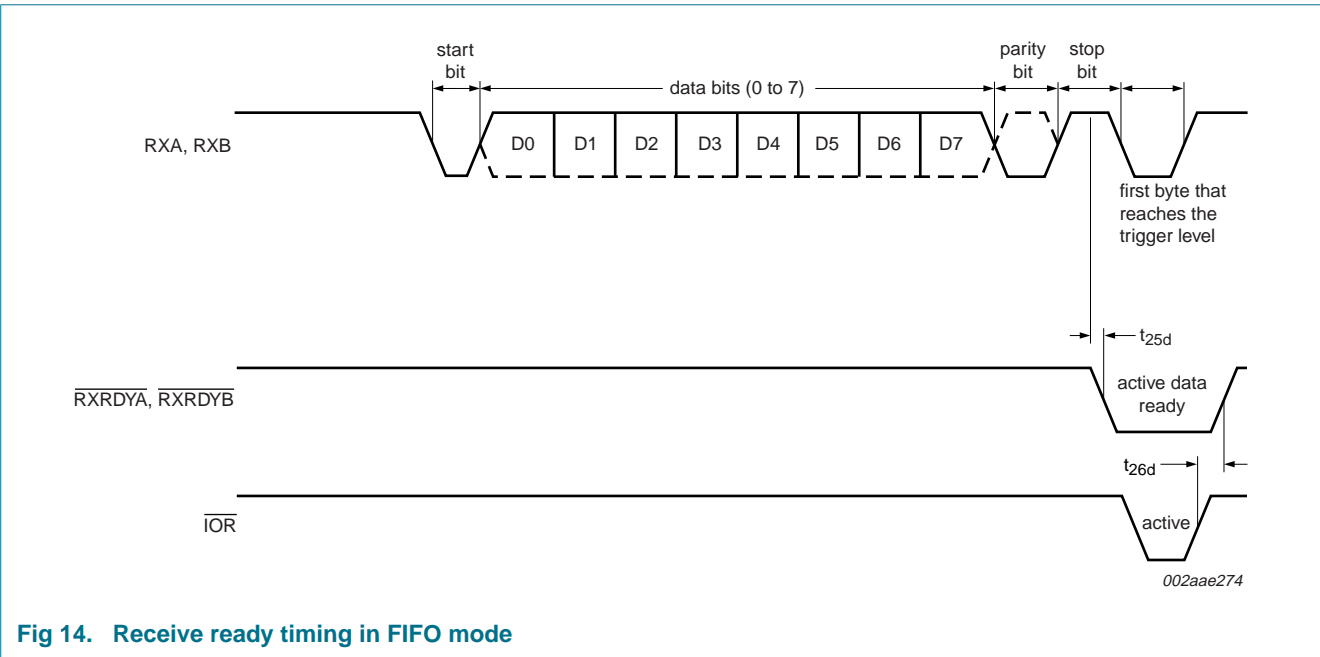 start
bit
data bits (0 to 7)
parity
bit
stop
bit
RXA, RXB
D0 D1 D2 D3 D4 D5 D6 D7
first byte that
reaches the
trigger level
t25d
RXRDYA, RXRDYB
active data
ready
t26d
IOR
active
002aae274
Fig 14. Receive ready timing in FIFO mode